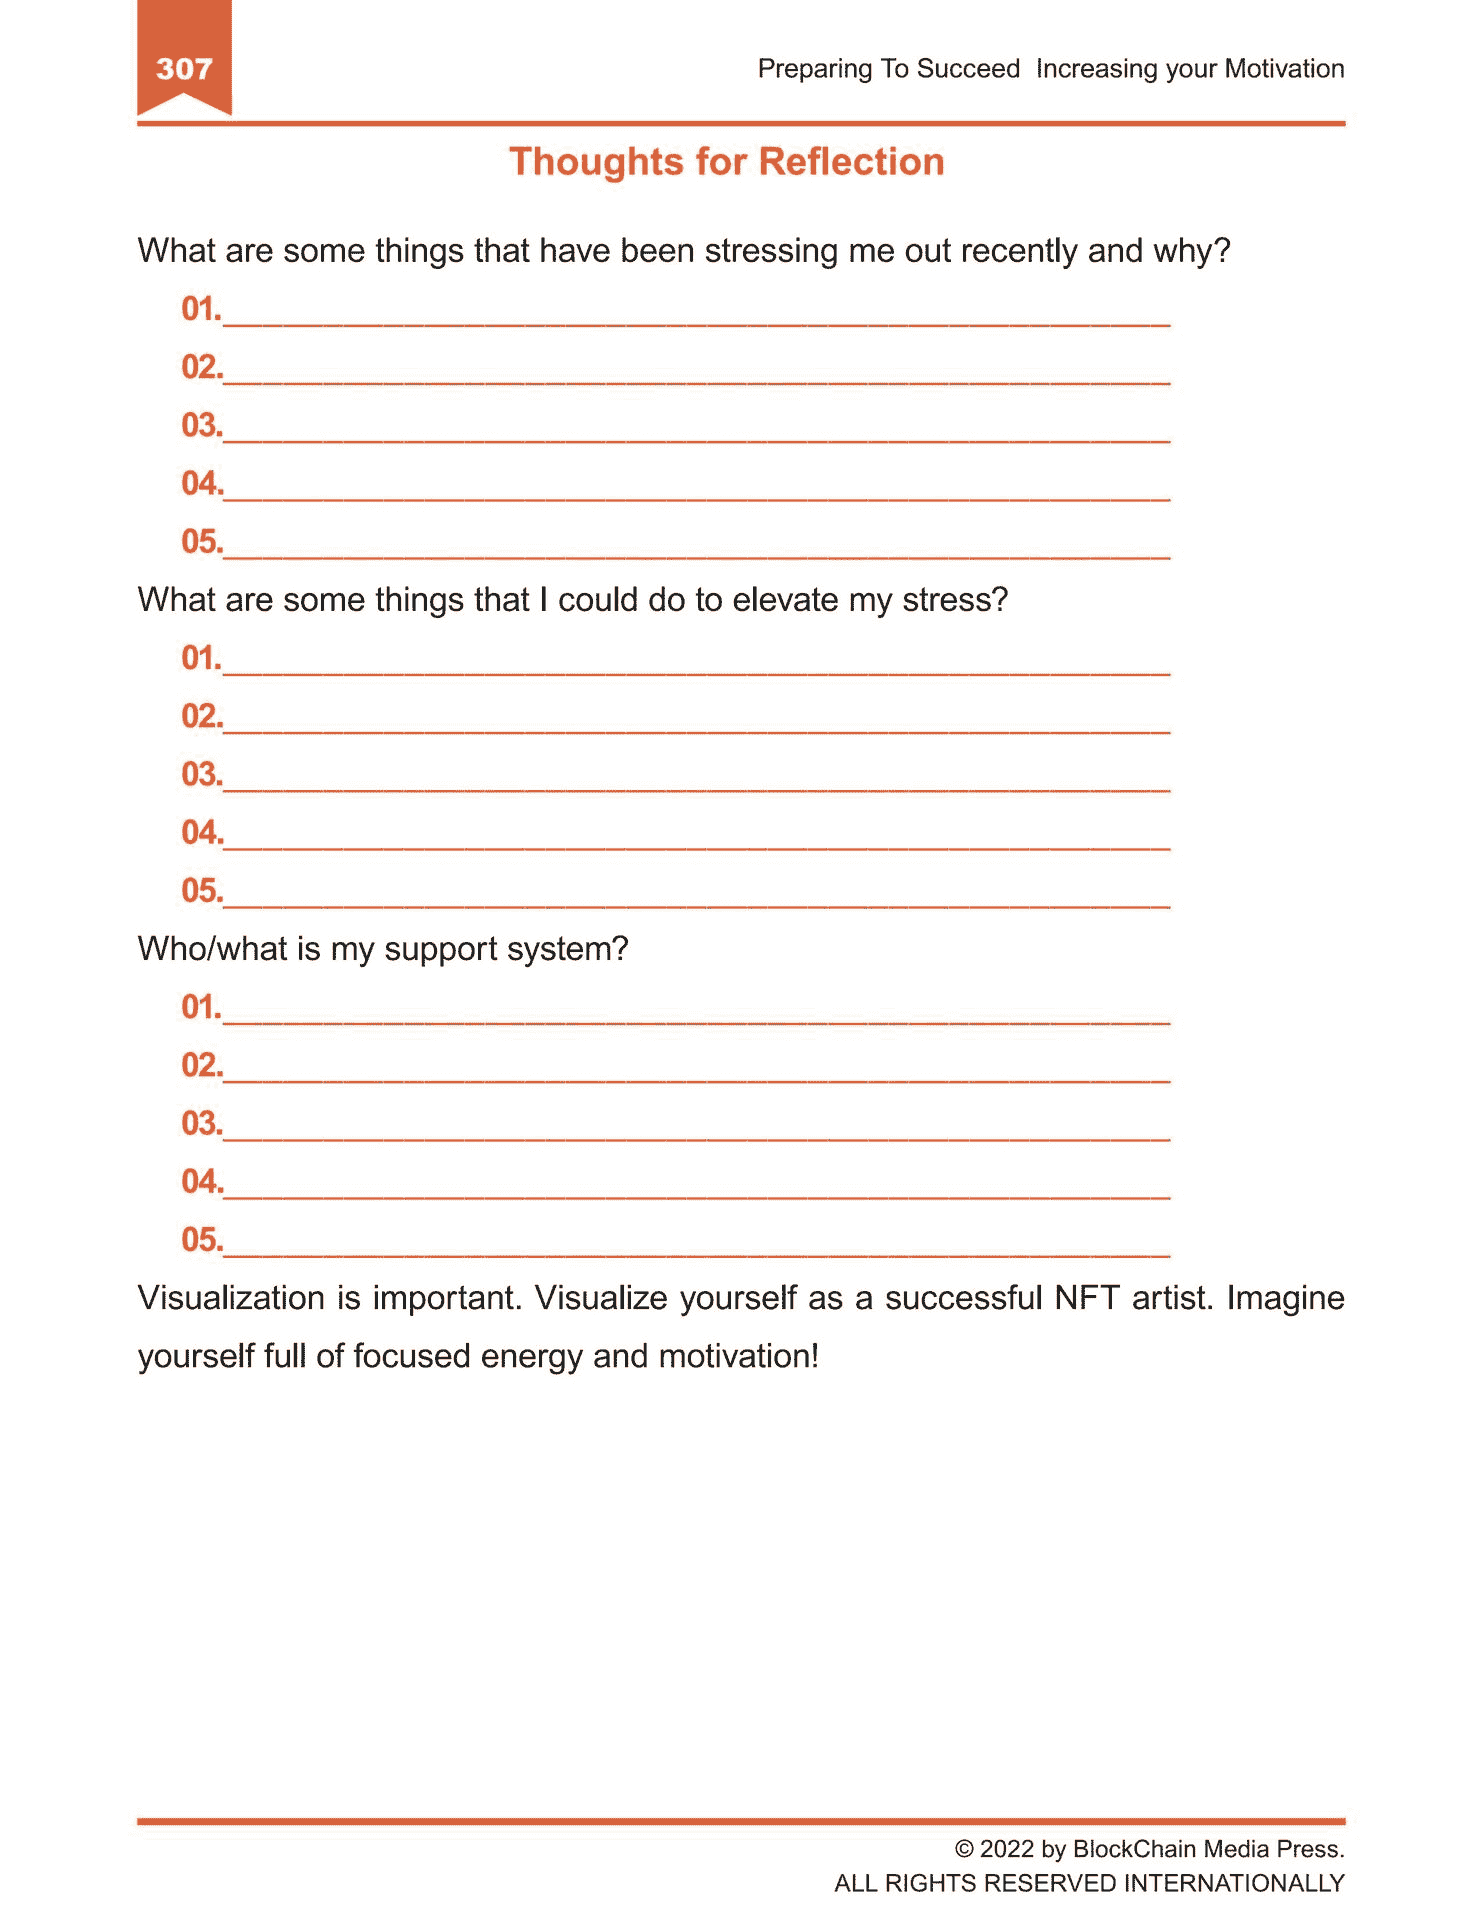 307
Preparing To Succeed  Increasing your Motivation
Thoughts for Reflection
What are some things that have been stressing me out recently and why?
01.
02.
03.
04.
05.
What are some things that I could do to elevate my stress?
01.
02.
03.
04.
05.
Who/what is my support system?
01.
02.
03.
04.
05.
Visualization is important. Visualize yourself as a successful NFT artist. Imagine
yourself full of focused energy and motivation!
© 2022 by BlockChain Media Press.
ALL RIGHTS RESERVED INTERNATIONALLY